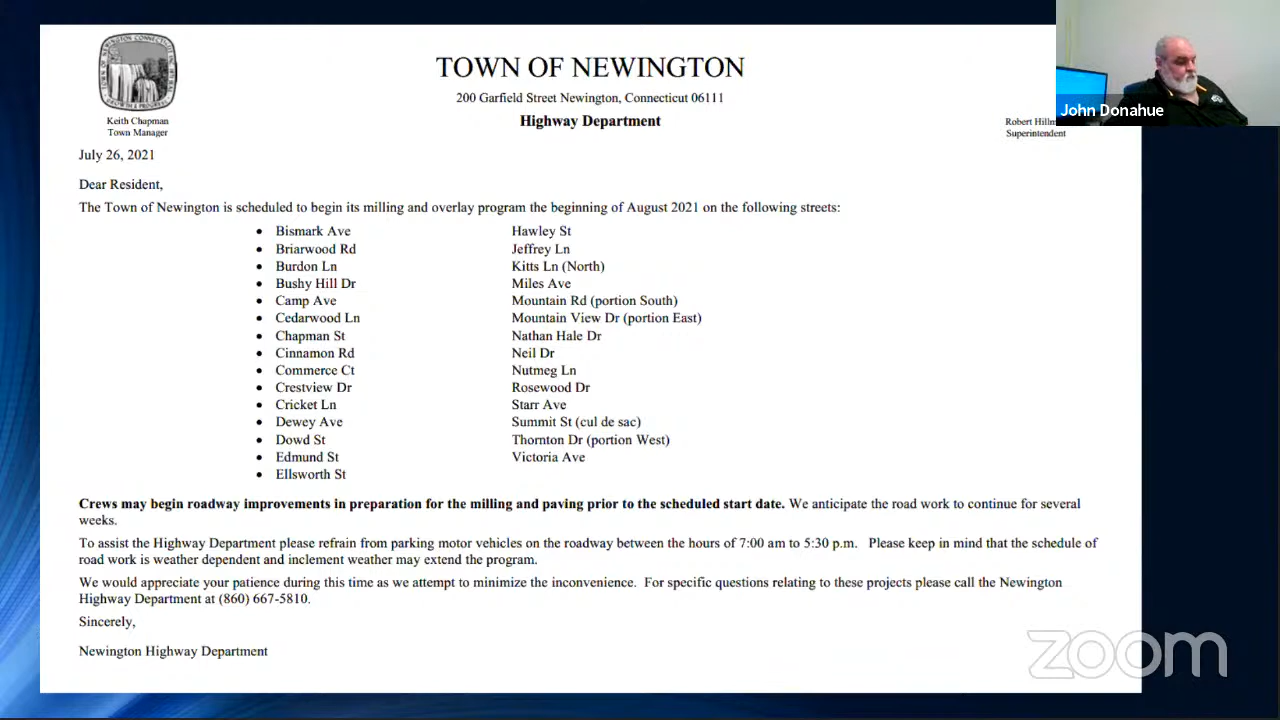 TOWN OF NEWINGTON
200 Garfield Street Newington, Connecticut 06111
Highway Department
Keith Chapman
Town Manager
Robert
Superintendent
John Donahue
July 26, 2021
Dear Resident,
The Town of Newington is scheduled to begin its milling and overlay program the beginning of August 2021 on the following streets:
• Bismark Ave
• Briarwood Rd
• Burdon Ln
• Bushy Hill Dr
• Camp Ave
• Cedarwood Ln
• Chapman St
• Cinnamon Rd
• Commerce Ct
• Crestview Dr
• Cricket Ln
• Dewey Ave
• Dowd St
• Edmund St
• Ellsworth St
Hawley St
Jeffrey Ln
Kitts Ln (North)
Miles Ave
Mountain Rd (portion South)
Mountain View Dr (portion East)
Nathan Hale Dr
Neil Dr
Nutmeg Ln
Rosewood Dr
Starr Ave
Summit St (cul de sac)
Thornton Dr (portion West)
Victoria Ave
Crews may begin roadway improvements in preparation for the milling and paving prior to the scheduled start date. We anticipate the road work to continue for several
weeks.
To assist the Highway Department please refrain from parking motor vehicles on the roadway between the hours of 7:00 am to 5:30 p.m. Please keep in mind that the schedule of
road work is weather dependent and inclement weather may extend the program.
We would appreciate your patience during this time as we attempt to minimize the inconvenience. For specific questions relating to these projects please call the Newington
Highway Department at (860) 667-5810.
Sincerely,
Newington Highway Department
zoom